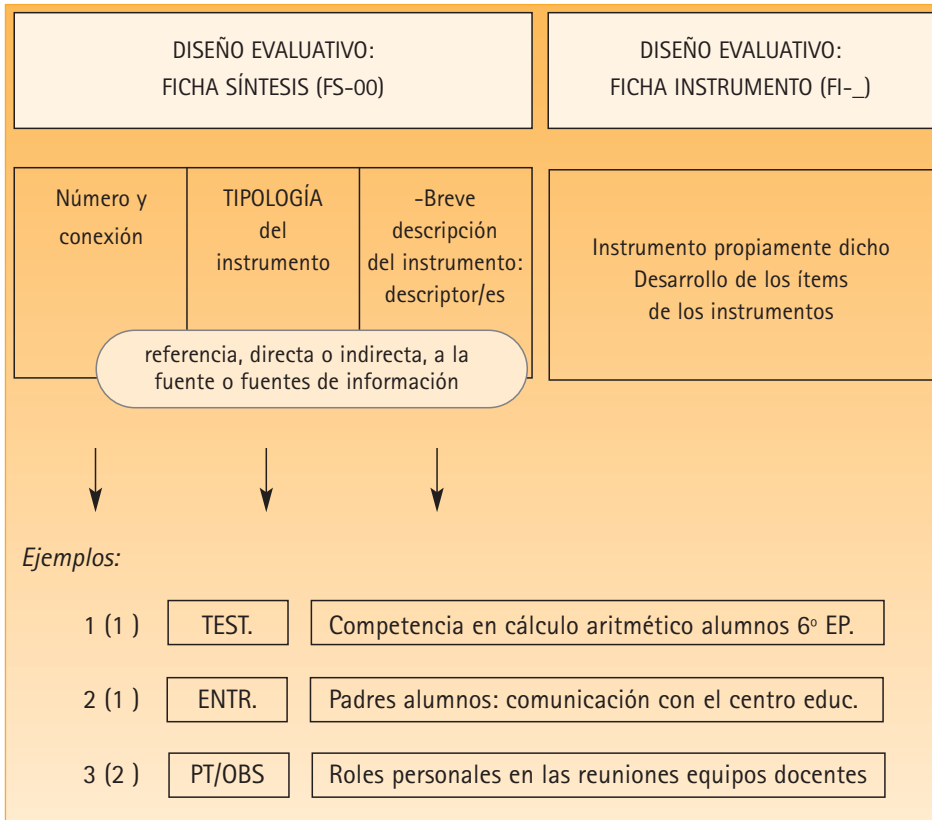 DISEÑO EVALUATIVO:
FICHA SÍNTESIS (FS-00)
DISEÑO EVALUATIVO:
FICHA INSTRUMENTO (FI-_)
Número y
conexión
TIPOLOGÍA
del
instrumento
-Breve
descripción
del instrumento:
descriptor/es
Instrumento propiamente dicho
Desarrollo de los ítems
de los instrumentos
referencia, directa o indirecta, a la
fuente o fuentes de información
Ejemplos:
1 (1 ) TEST. Competencia en cálculo aritmético alumnos 6º EP.
2 (1 ) ENTR. Padres alumnos: comunicación con el centro educ.
3 (2 ) PT/OBS Roles personales en las reuniones equipos docentes